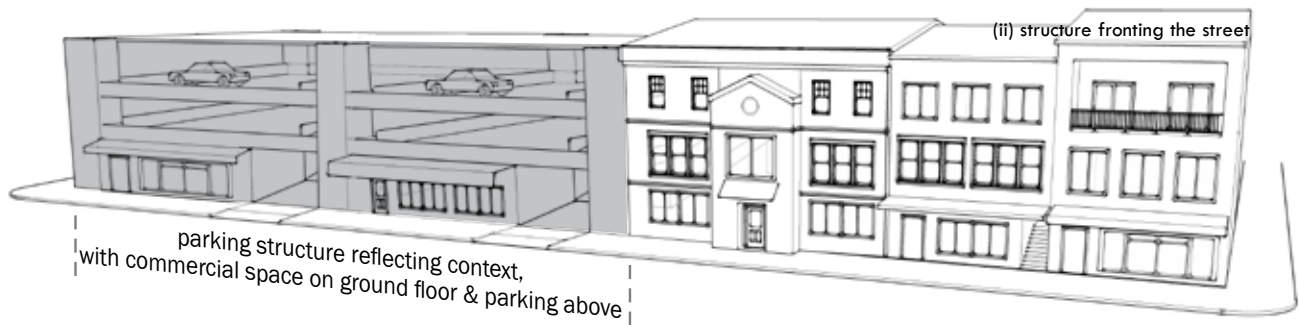 (ii) structure fronting the street
parking structure reflecting context,
with commercial space on ground floor & parking above